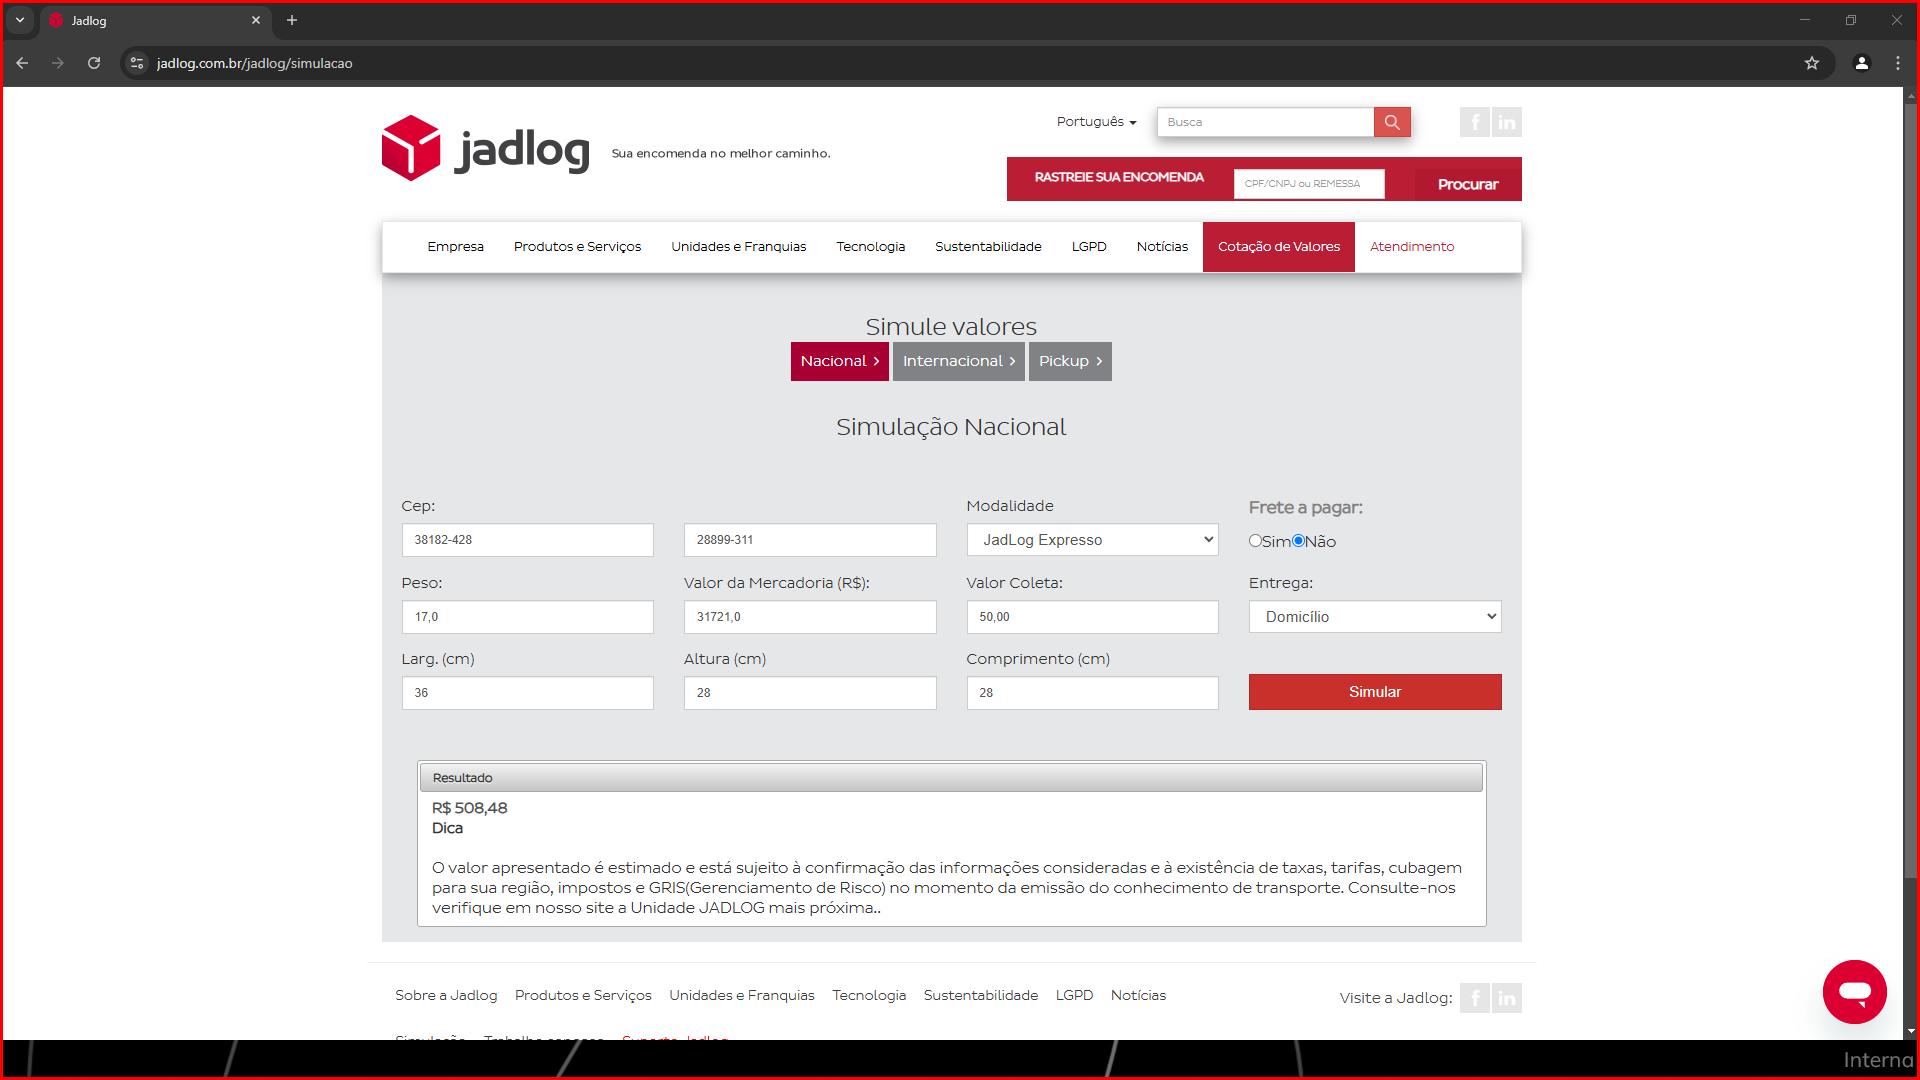 Jadlog
jadlog.com.br/jadlog/simulacao
jadlog
Sua encomenda no melhor caminho.
Português
Busca
RASTREIE SUA ENCOMENDA
CPF/CNPJ ou REMESSA
Procurar
Empresa Produtos e Serviços Unidades e Franquias Tecnologia Sustentabilidade LGPD Notícias Cotação de Valores Atendimento
Simule valores
Nacional Internacional Pickup
Simulação Nacional
Cep: Modalidade Frete a pagar:
38182-428 28899-311 JadLog Expresso Sim Não
Peso: Valor da Mercadoria (R$): Valor Coleta: Entrega:
17,0 31721,0 50,00 Domicílio
Larg. (cm) Altura (cm) Comprimento (cm)
36 28 28 Simular
Resultado
R$ 508,48
Dica
O valor apresentado é estimado e está sujeito à confirmação das informações consideradas e à existência de taxas, tarifas, cubagem
para sua região, impostos e GRIS(Gerenciamento de Risco) no momento da emissão do conhecimento de transporte. Consulte-nos
verifique em nosso site a Unidade JADLOG mais próxima..
Sobre a Jadlog Produtos e Serviços Unidades e Franquias Tecnologia Sustentabilidade LGPD Notícias Visite a Jadlog:
Simulação Trabalhe conosco Suporte Jadlog
Interna